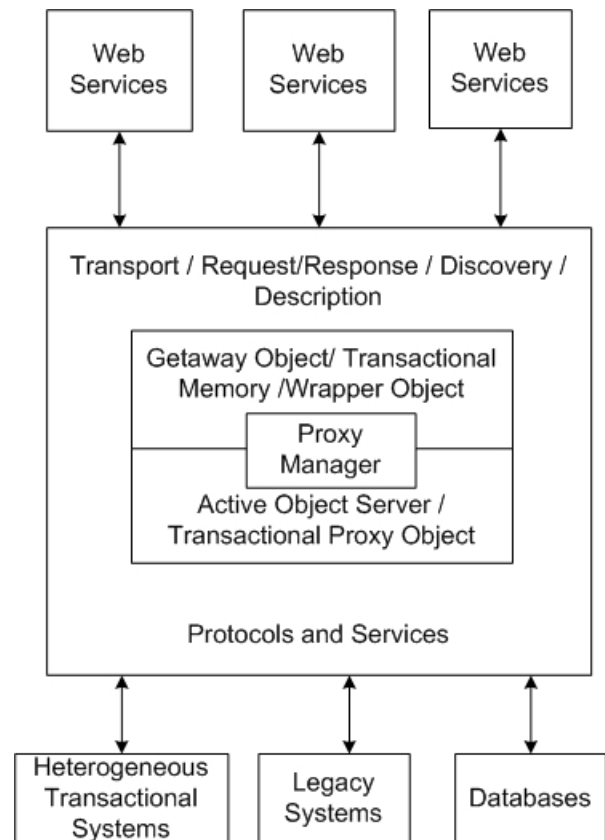 Web
Services
Web
Services
Web
Services
Transport / Request/Response / Discovery /
Description
Getaway Object/ Transactional
Memory /Wrapper Object
Proxy
Manager
Active Object Server /
Transactional Proxy Object
Protocols and Services
Heterogeneous
Transactional
Systems
Legacy
Systems
Databases